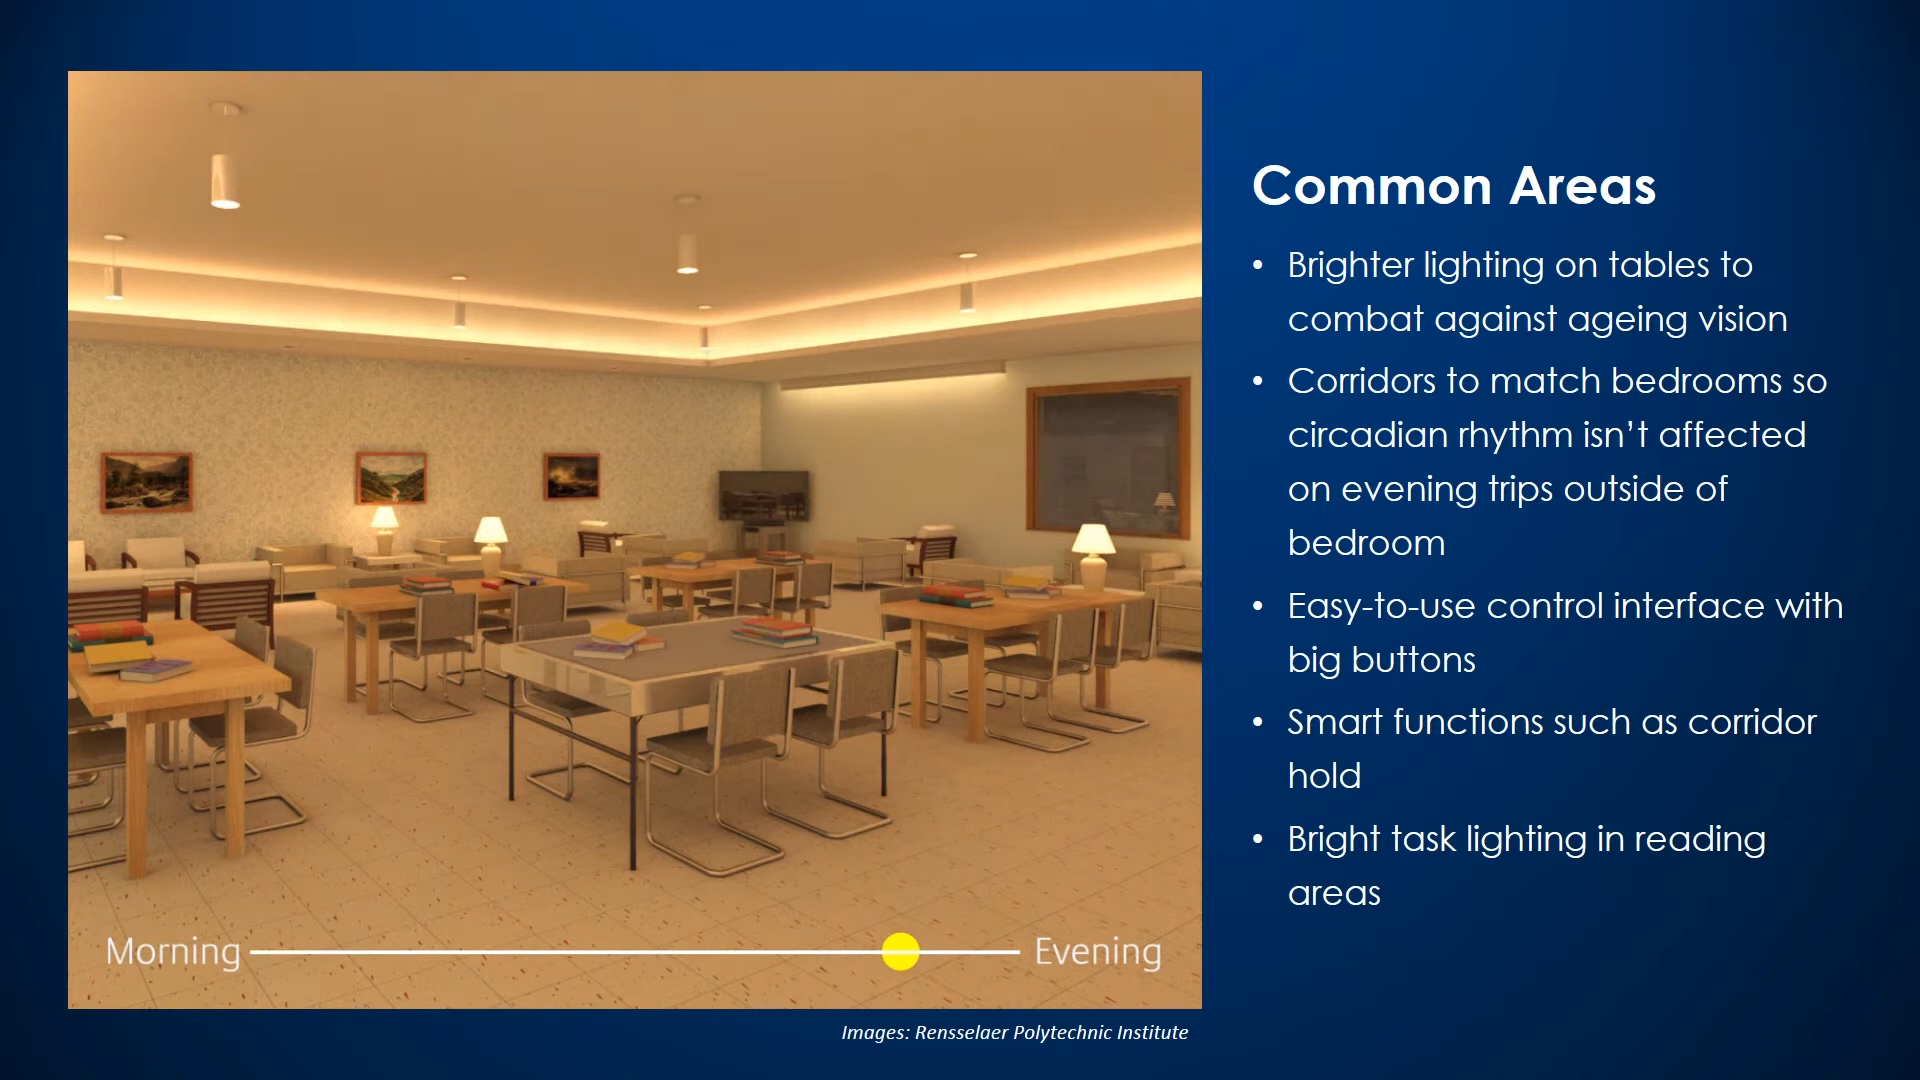 Common Areas
• Brighter lighting on tables to
combat against ageing vision
• Corridors to match bedrooms so
circadian rhythm isn’t affected
on evening trips outside of
bedroom
• Easy-to-use control interface with
big buttons
• Smart functions such as corridor
hold
• Bright task lighting in reading
areas
Morning
Evening
Images: Rensselaer Polytechnic Institute